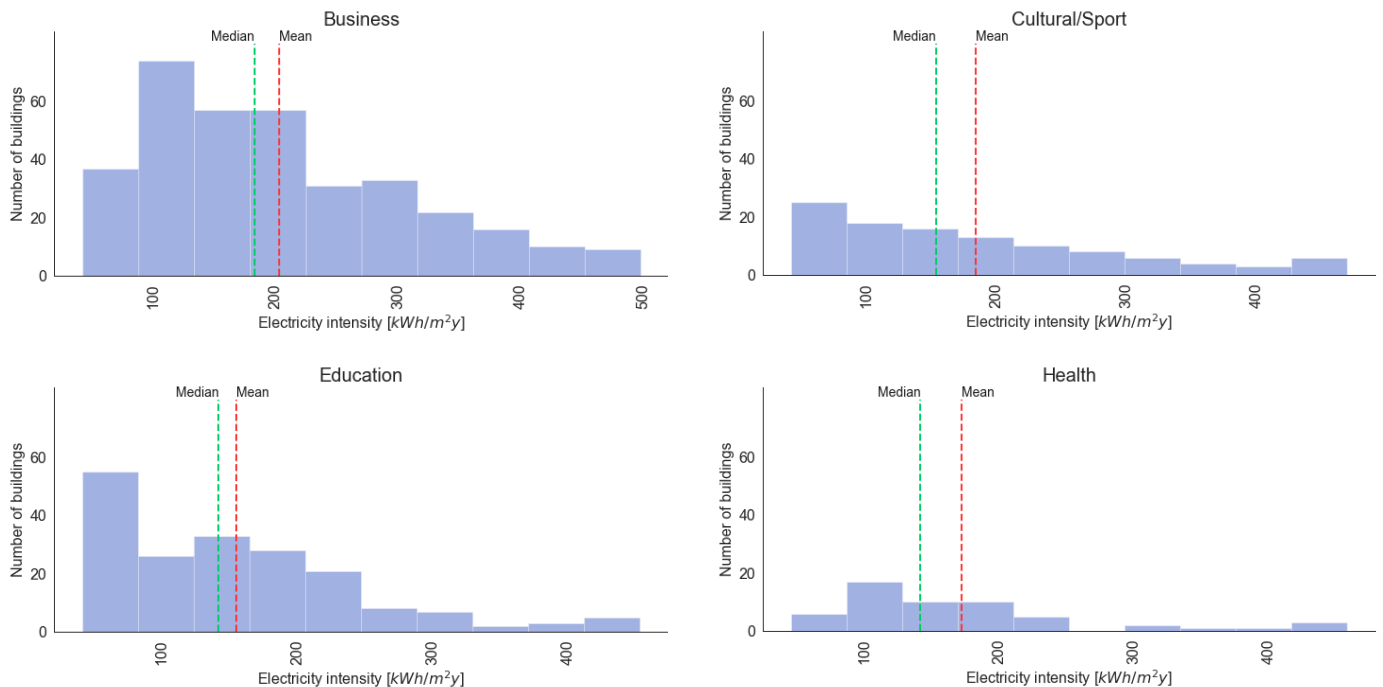 Business
Median Mean
Number of buildings
60
40
20
0
100 200 300 400 500
Electricity intensity [kWh/m²y]
Cultural/Sport
Median Mean
Number of buildings
60
40
20
0
100 200 300 400
Electricity intensity [kWh/m²y]
Education
Median Mean
Number of buildings
60
40
20
0
100 200 300 400
Electricity intensity [kWh/m²y]
Health
Median Mean
Number of buildings
60
40
20
0
100 200 300 400
Electricity intensity [kWh/m²y]